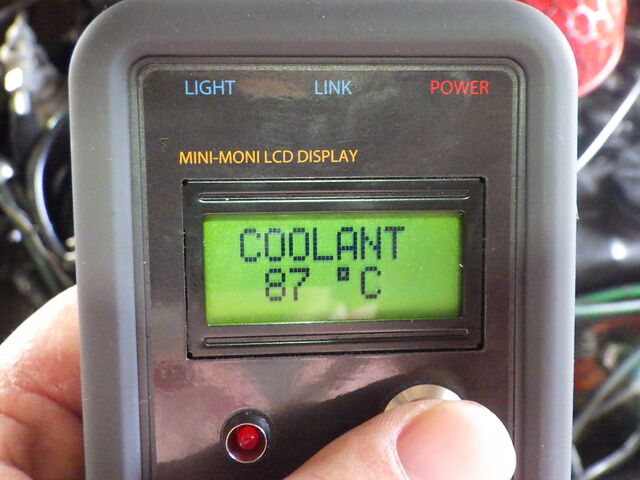 LIGHT LINK POWER
MINI-MONI LCD DISPLAY
COOLANT
87 °C